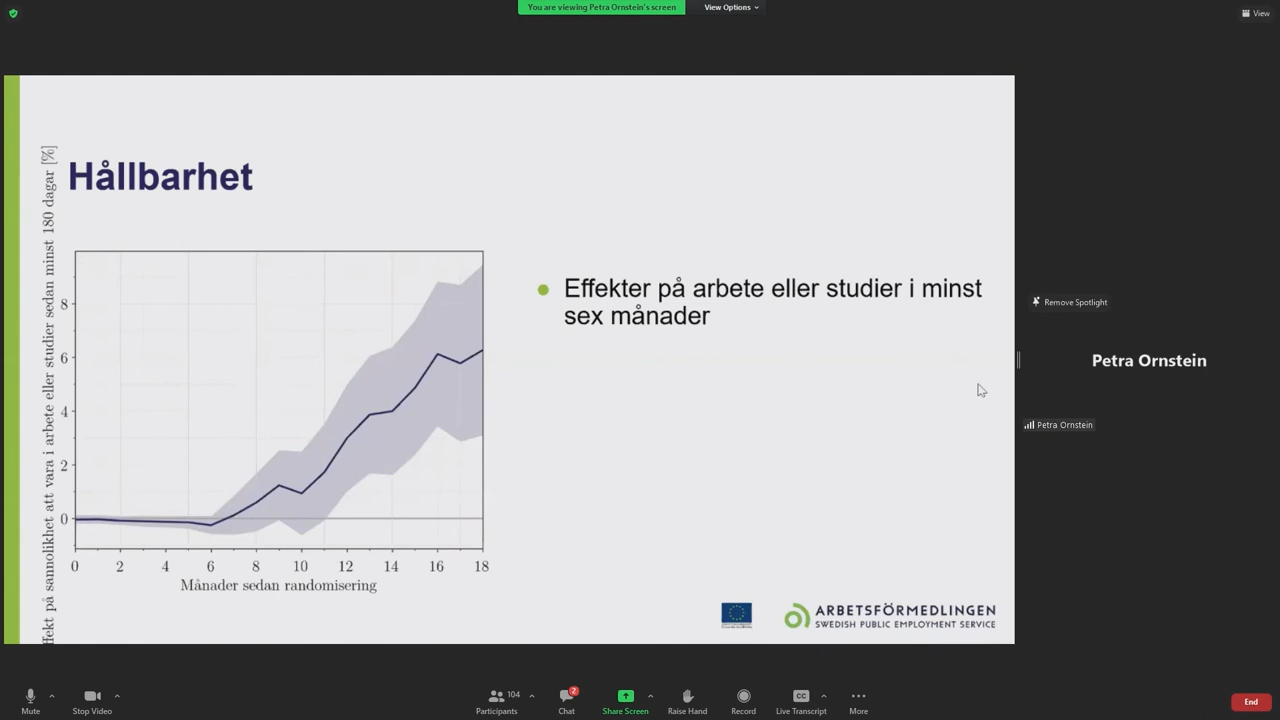 You are viewing Petra Ornstein's screen
View Options
View
Hållbarhet
ffekt på sannolikhet att vara i arbete eller studier sedan minst 180 dagar [%]
8
6
4
2
0
0 2 4 6 8 10 12 14 16 18
Månader sedan randomisering
Effekter på arbete eller studier i minst
sex månader
ARBETSFÖRMEDLINGEN
SWEDISH PUBLIC EMPLOYMENT SERVICE
Remove Spotlight
Petra Ornstein
Petra Ornstein
Mute
Stop Video
104
Participants
2
Chat
Share Screen
Raise Hand
Record
CC
Live Transcript
More
End